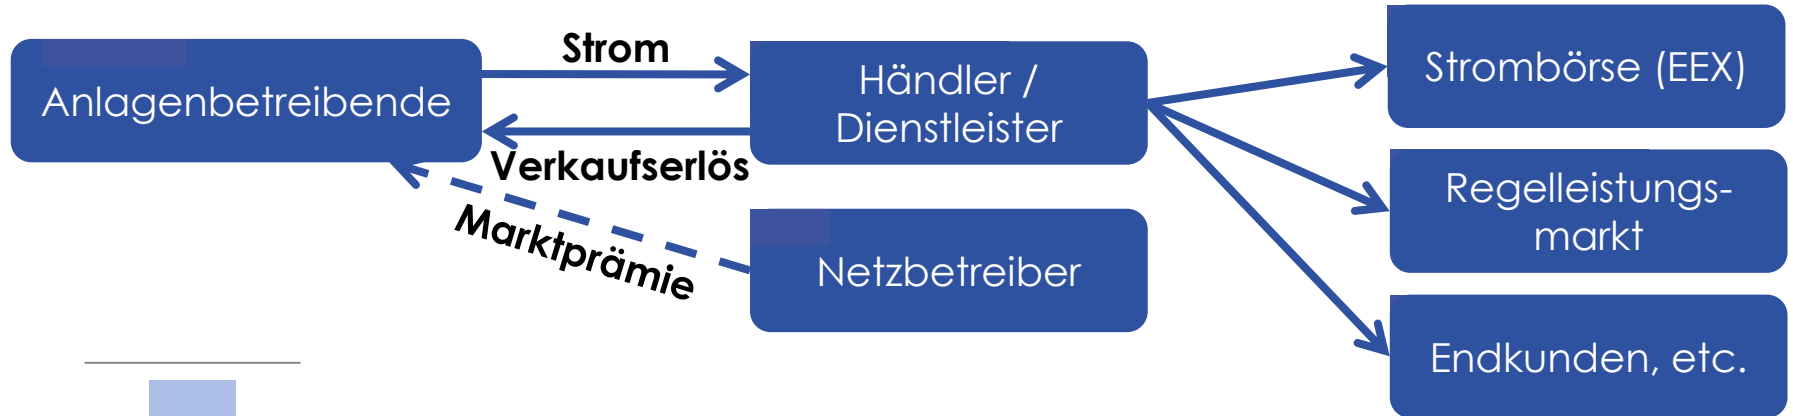 Anlagenbetreibende
Strom
Verkaufserlös
Marktprämie
Händler /
Dienstleister
Netzbetreiber
Strombörse (EEX)
Regelleistungs-
markt
Endkunden, etc.